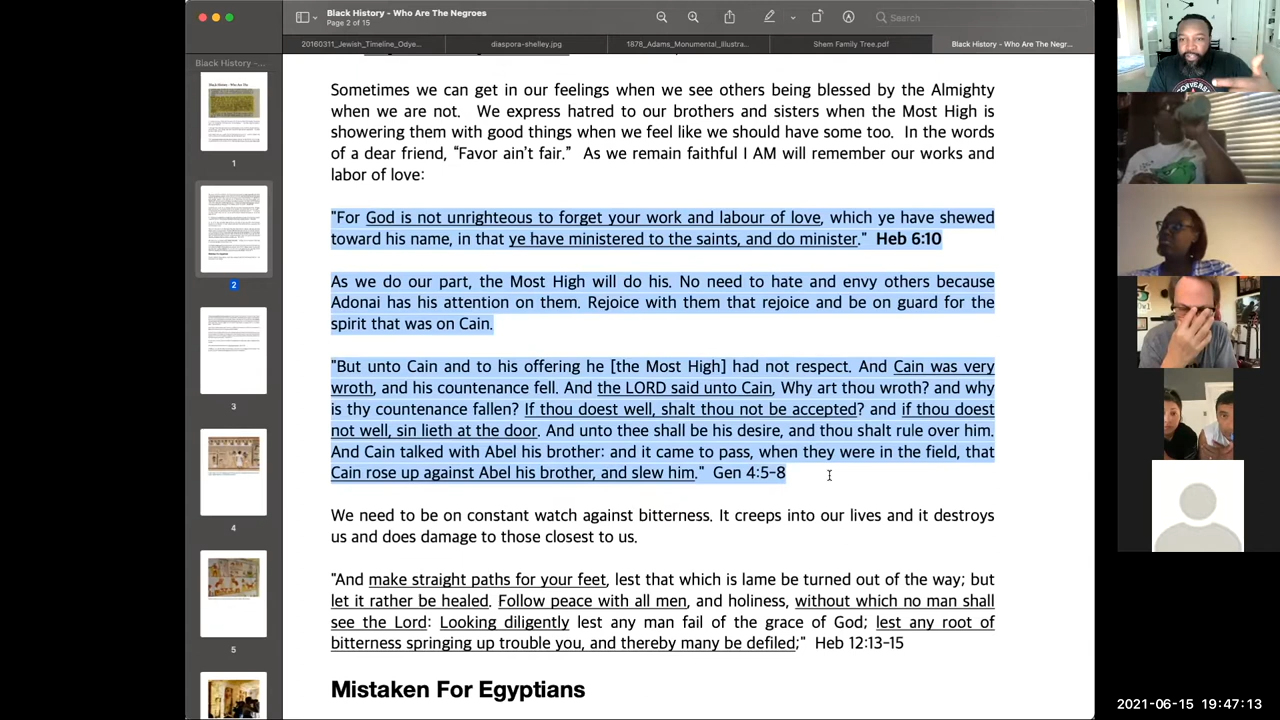 Black History - Who Are The Negroes
Page 2 of 15
Search
20160311_Jewish_Timeline_Odye...
diaspora-shelley.jpg
1878_Adams_Monumental_Illustra...
Shem Family Tree.pdf
Black History - Who Are The Negr...
Black History -...
1
2
3
4
5
Sometimes we can get in our feelings when we see others being blessed by the Almighty
when we are not. We express hatred to our brothers and sisters when the Most High is
showering them with good things when we feel like we should have some too. In the words
of a dear friend, “Favor ain’t fair.” As we remain faithful I AM will remember our works and
labor of love:
"For God is not unrighteous to forget your work and labour of love, which ye have shewed
toward his name, in that ye have ministered to the saints, and do minister." Heb 6:10
As we do our part, the Most High will do his. No need to hate and envy others because
Adonai has his attention on them. Rejoice with them that rejoice and be on guard for the
spirit that was on Cain.
"But unto Cain and to his offering he [the Most High] had not respect. And Cain was very
wroth, and his countenance fell. And the LORD said unto Cain, Why art thou wroth? and why
is thy countenance fallen? If thou doest well, shalt thou not be accepted? and if thou doest
not well, sin lieth at the door. And unto thee shall be his desire, and thou shalt rule over him.
And Cain talked with Abel his brother: and it came to pass, when they were in the field, that
Cain rose up against Abel his brother, and slew him." Gen 4:5-8
We need to be on constant watch against bitterness. It creeps into our lives and it destroys
us and does damage to those closest to us.
"And make straight paths for your feet, lest that which is lame be turned out of the way; but
let it rather be healed. Follow peace with all men, and holiness, without which no man shall
see the Lord: Looking diligently lest any man fail of the grace of God; lest any root of
bitterness springing up trouble you, and thereby many be defiled;" Heb 12:13-15
Mistaken For Egyptians
2021-06-15 19:47:13